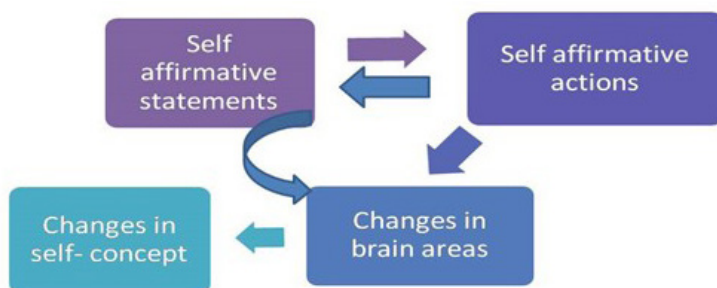 Self
affirmative
statements
Self affirmative
actions
Changes in
self- concept
Changes in
brain areas